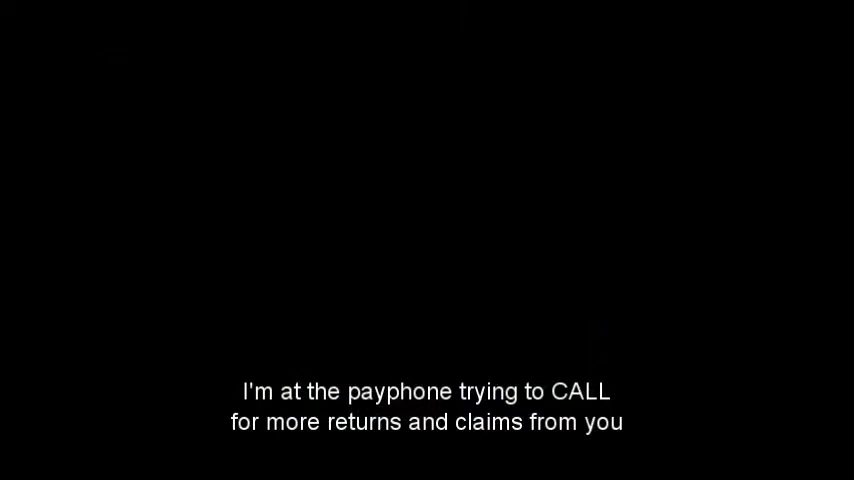 I'm at the payphone trying to CALL
for more returns and claims from you